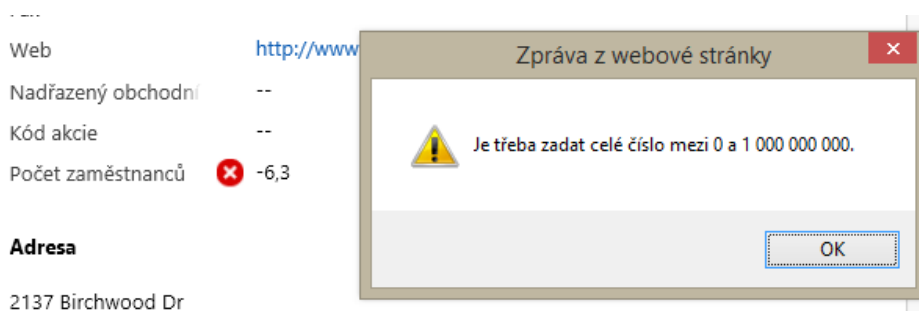 Web http://www
Zpráva z webové stránky
Nadřazený obchodní --
Kód akcie --
Je třeba zadat celé číslo mezi 0 a 1 000 000 000.
Počet zaměstnanců -6,3
OK
Adresa
2137 Birchwood Dr